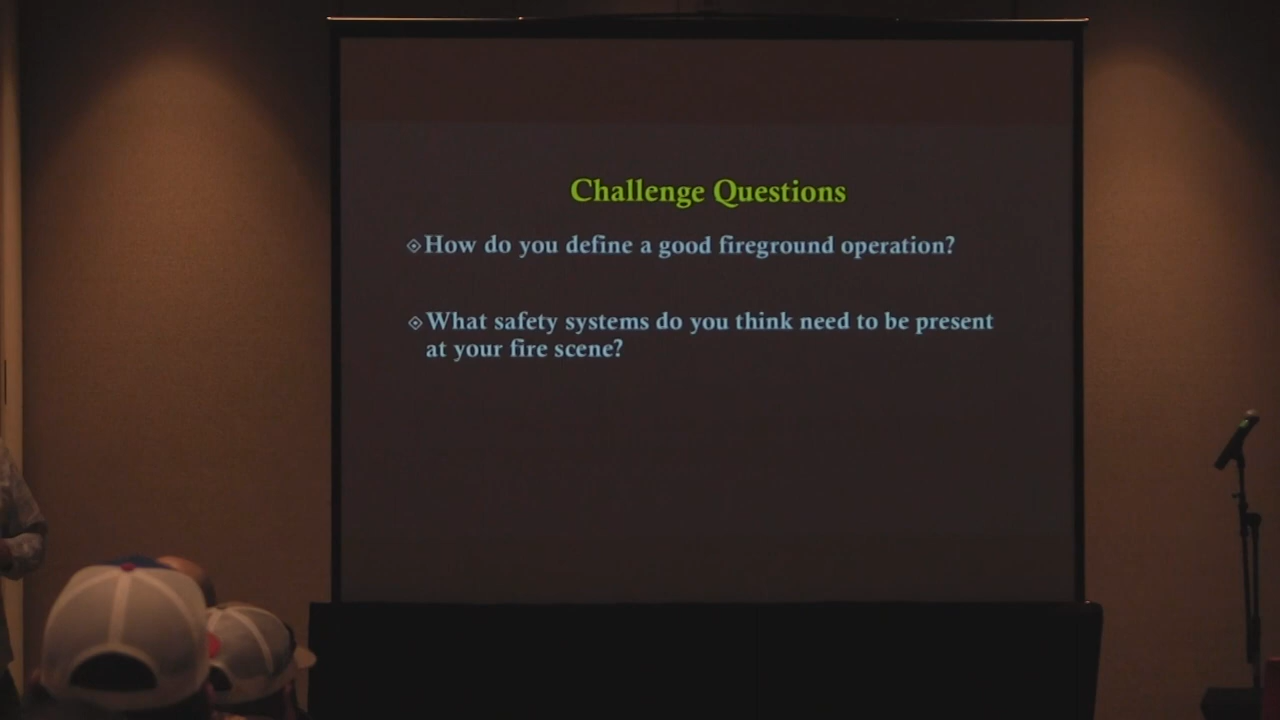 Challenge Questions
How do you define a good fireground operation?
What safety systems do you think need to be present
at your fire scene?